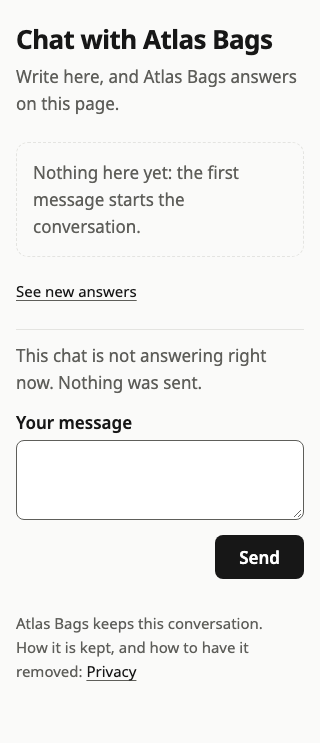 Chat with Atlas Bags
Write here, and Atlas Bags answers
on this page.
Nothing here yet: the first
message starts the
conversation.
See new answers
This chat is not answering right
now. Nothing was sent.
Your message
Send
Atlas Bags keeps this conversation.
How it is kept, and how to have it
removed: Privacy